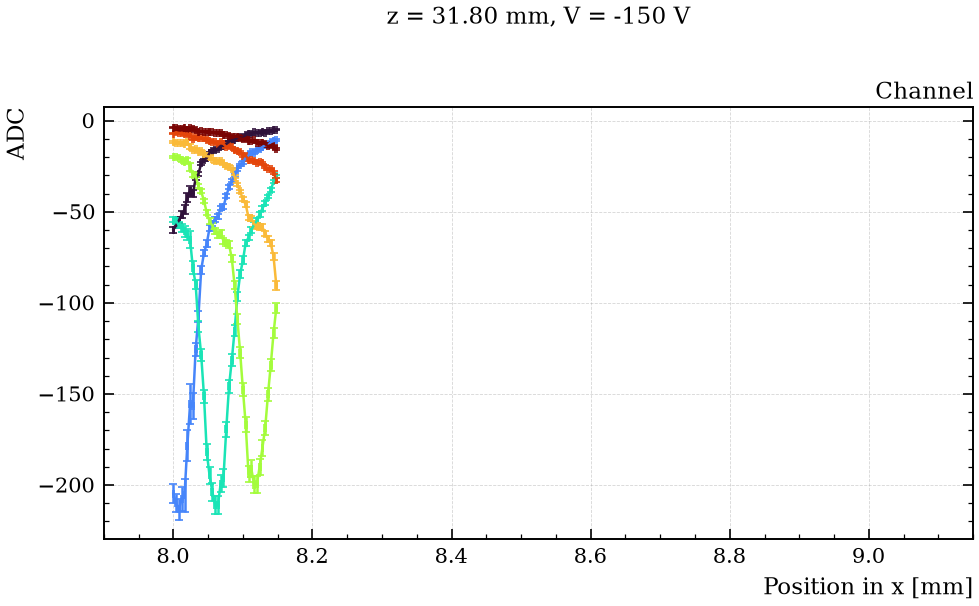 z = 31.80 mm, V = -150 V
Channel
ADC
0
−50
−100
−150
−200
8.0 8.2 8.4 8.6 8.8 9.0
Position in x [mm]